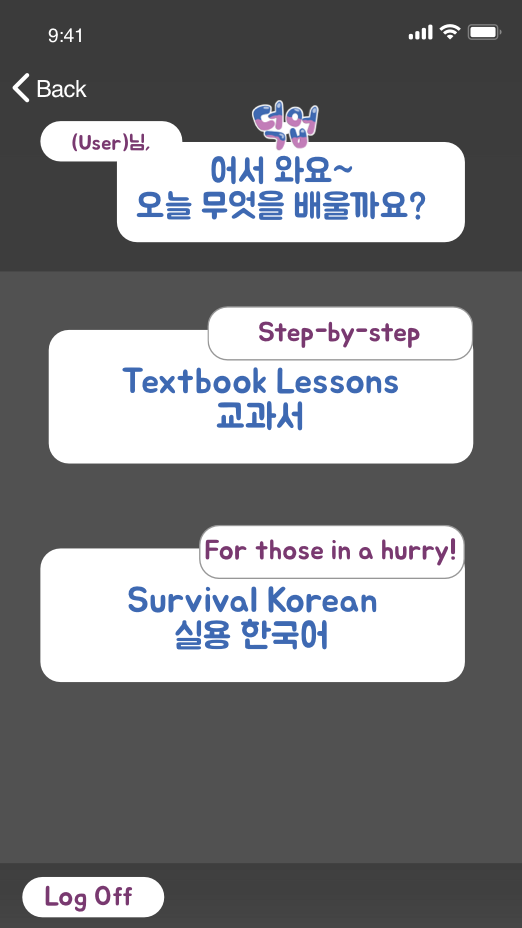 9:41
Back
덕업
(User)님,
어서 와요~
오늘 무엇을 배울까요?
Step-by-step
Textbook Lessons
교과서
For those in a hurry!
Survival Korean
실용 한국어
Log Off